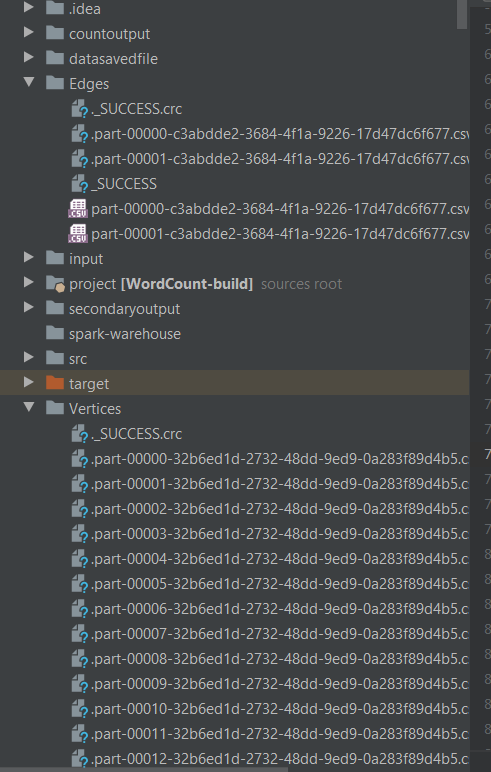 .idea
countoutput
datasavedfile
Edges
._SUCCESS.crc
.part-00000-c3abdde2-3684-4f1a-9226-17d47dc6f677.csv
.part-00001-c3abdde2-3684-4f1a-9226-17d47dc6f677.csv
_SUCCESS
part-00000-c3abdde2-3684-4f1a-9226-17d47dc6f677.csv
part-00001-c3abdde2-3684-4f1a-9226-17d47dc6f677.csv
input
project [WordCount-build] sources root
secondaryoutput
spark-warehouse
src
target
Vertices
._SUCCESS.crc
.part-00000-32b6ed1d-2732-48dd-9ed9-0a283f89d4b5.c
.part-00001-32b6ed1d-2732-48dd-9ed9-0a283f89d4b5.c
.part-00002-32b6ed1d-2732-48dd-9ed9-0a283f89d4b5.c
.part-00003-32b6ed1d-2732-48dd-9ed9-0a283f89d4b5.c
.part-00004-32b6ed1d-2732-48dd-9ed9-0a283f89d4b5.c
.part-00005-32b6ed1d-2732-48dd-9ed9-0a283f89d4b5.c
.part-00006-32b6ed1d-2732-48dd-9ed9-0a283f89d4b5.c
.part-00007-32b6ed1d-2732-48dd-9ed9-0a283f89d4b5.c
.part-00008-32b6ed1d-2732-48dd-9ed9-0a283f89d4b5.c
.part-00009-32b6ed1d-2732-48dd-9ed9-0a283f89d4b5.c
.part-00010-32b6ed1d-2732-48dd-9ed9-0a283f89d4b5.c
.part-00011-32b6ed1d-2732-48dd-9ed9-0a283f89d4b5.c
.part-00012-32b6ed1d-2732-48dd-9ed9-0a283f89d4b5.c